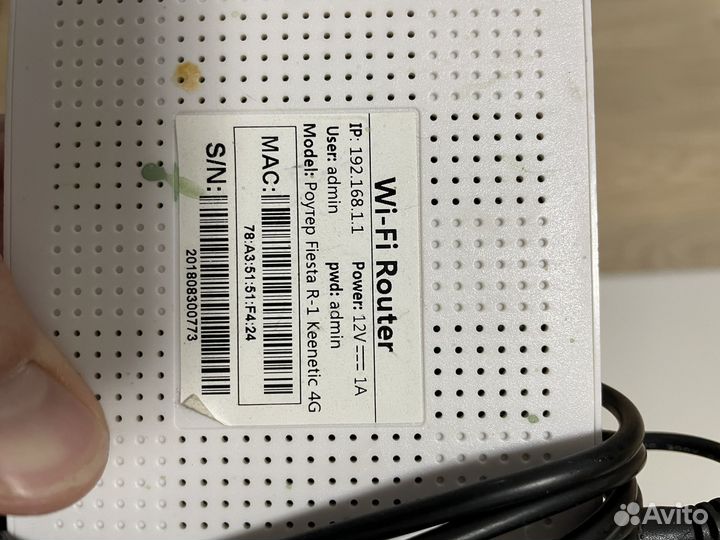 Wi-Fi Router
IP: 192.168.1.1 Power: 12V⎓ 1A
User: admin pwd: admin
Model: Роутер Fiesta R-1 Keenetic 4G
MAC:
78:A3:51:51:F4:24
S/N:
201808300773
Avito